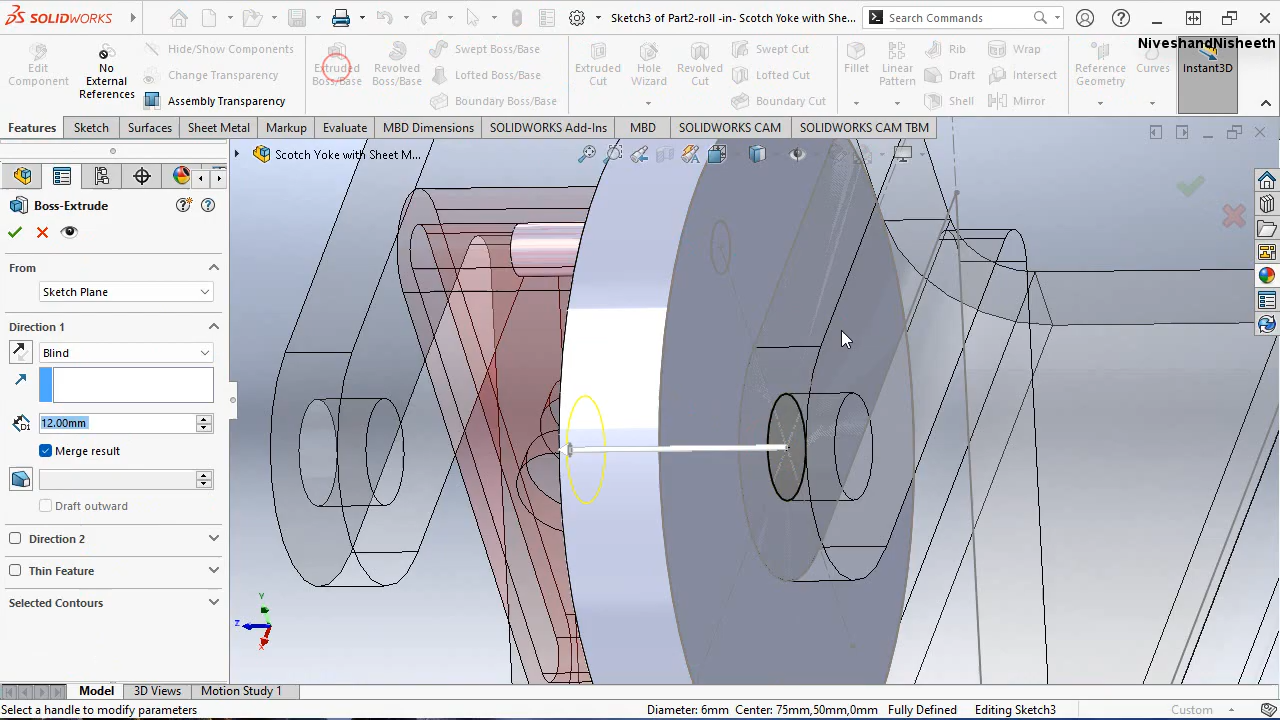 SOLIDWORKS
Sketch3 of Part2-roll -in- Scotch Yoke with She...
Search Commands
NiveshandNisheeth
Edit Component
No External References
Hide/Show Components
Change Transparency
Assembly Transparency
Extruded Boss/Base
Revolved Boss/Base
Swept Boss/Base
Lofted Boss/Base
Boundary Boss/Base
Extruded Cut
Hole Wizard
Revolved Cut
Swept Cut
Lofted Cut
Boundary Cut
Fillet
Linear Pattern
Rib
Draft
Shell
Wrap
Intersect
Mirror
Reference Geometry
Curves
Instant3D
Features
Sketch
Surfaces
Sheet Metal
Markup
Evaluate
MBD Dimensions
SOLIDWORKS Add-Ins
MBD
SOLIDWORKS CAM
SOLIDWORKS CAM TBM
Scotch Yoke with Sheet M...
Boss-Extrude
From
Sketch Plane
Direction 1
Blind
12.00mm
Merge result
Draft outward
Direction 2
Thin Feature
Selected Contours
Y
Z
X
Model
3D Views
Motion Study 1
Select a handle to modify parameters
Diameter: 6mm
Center: 75mm,50mm,0mm
Fully Defined
Editing Sketch3
Custom